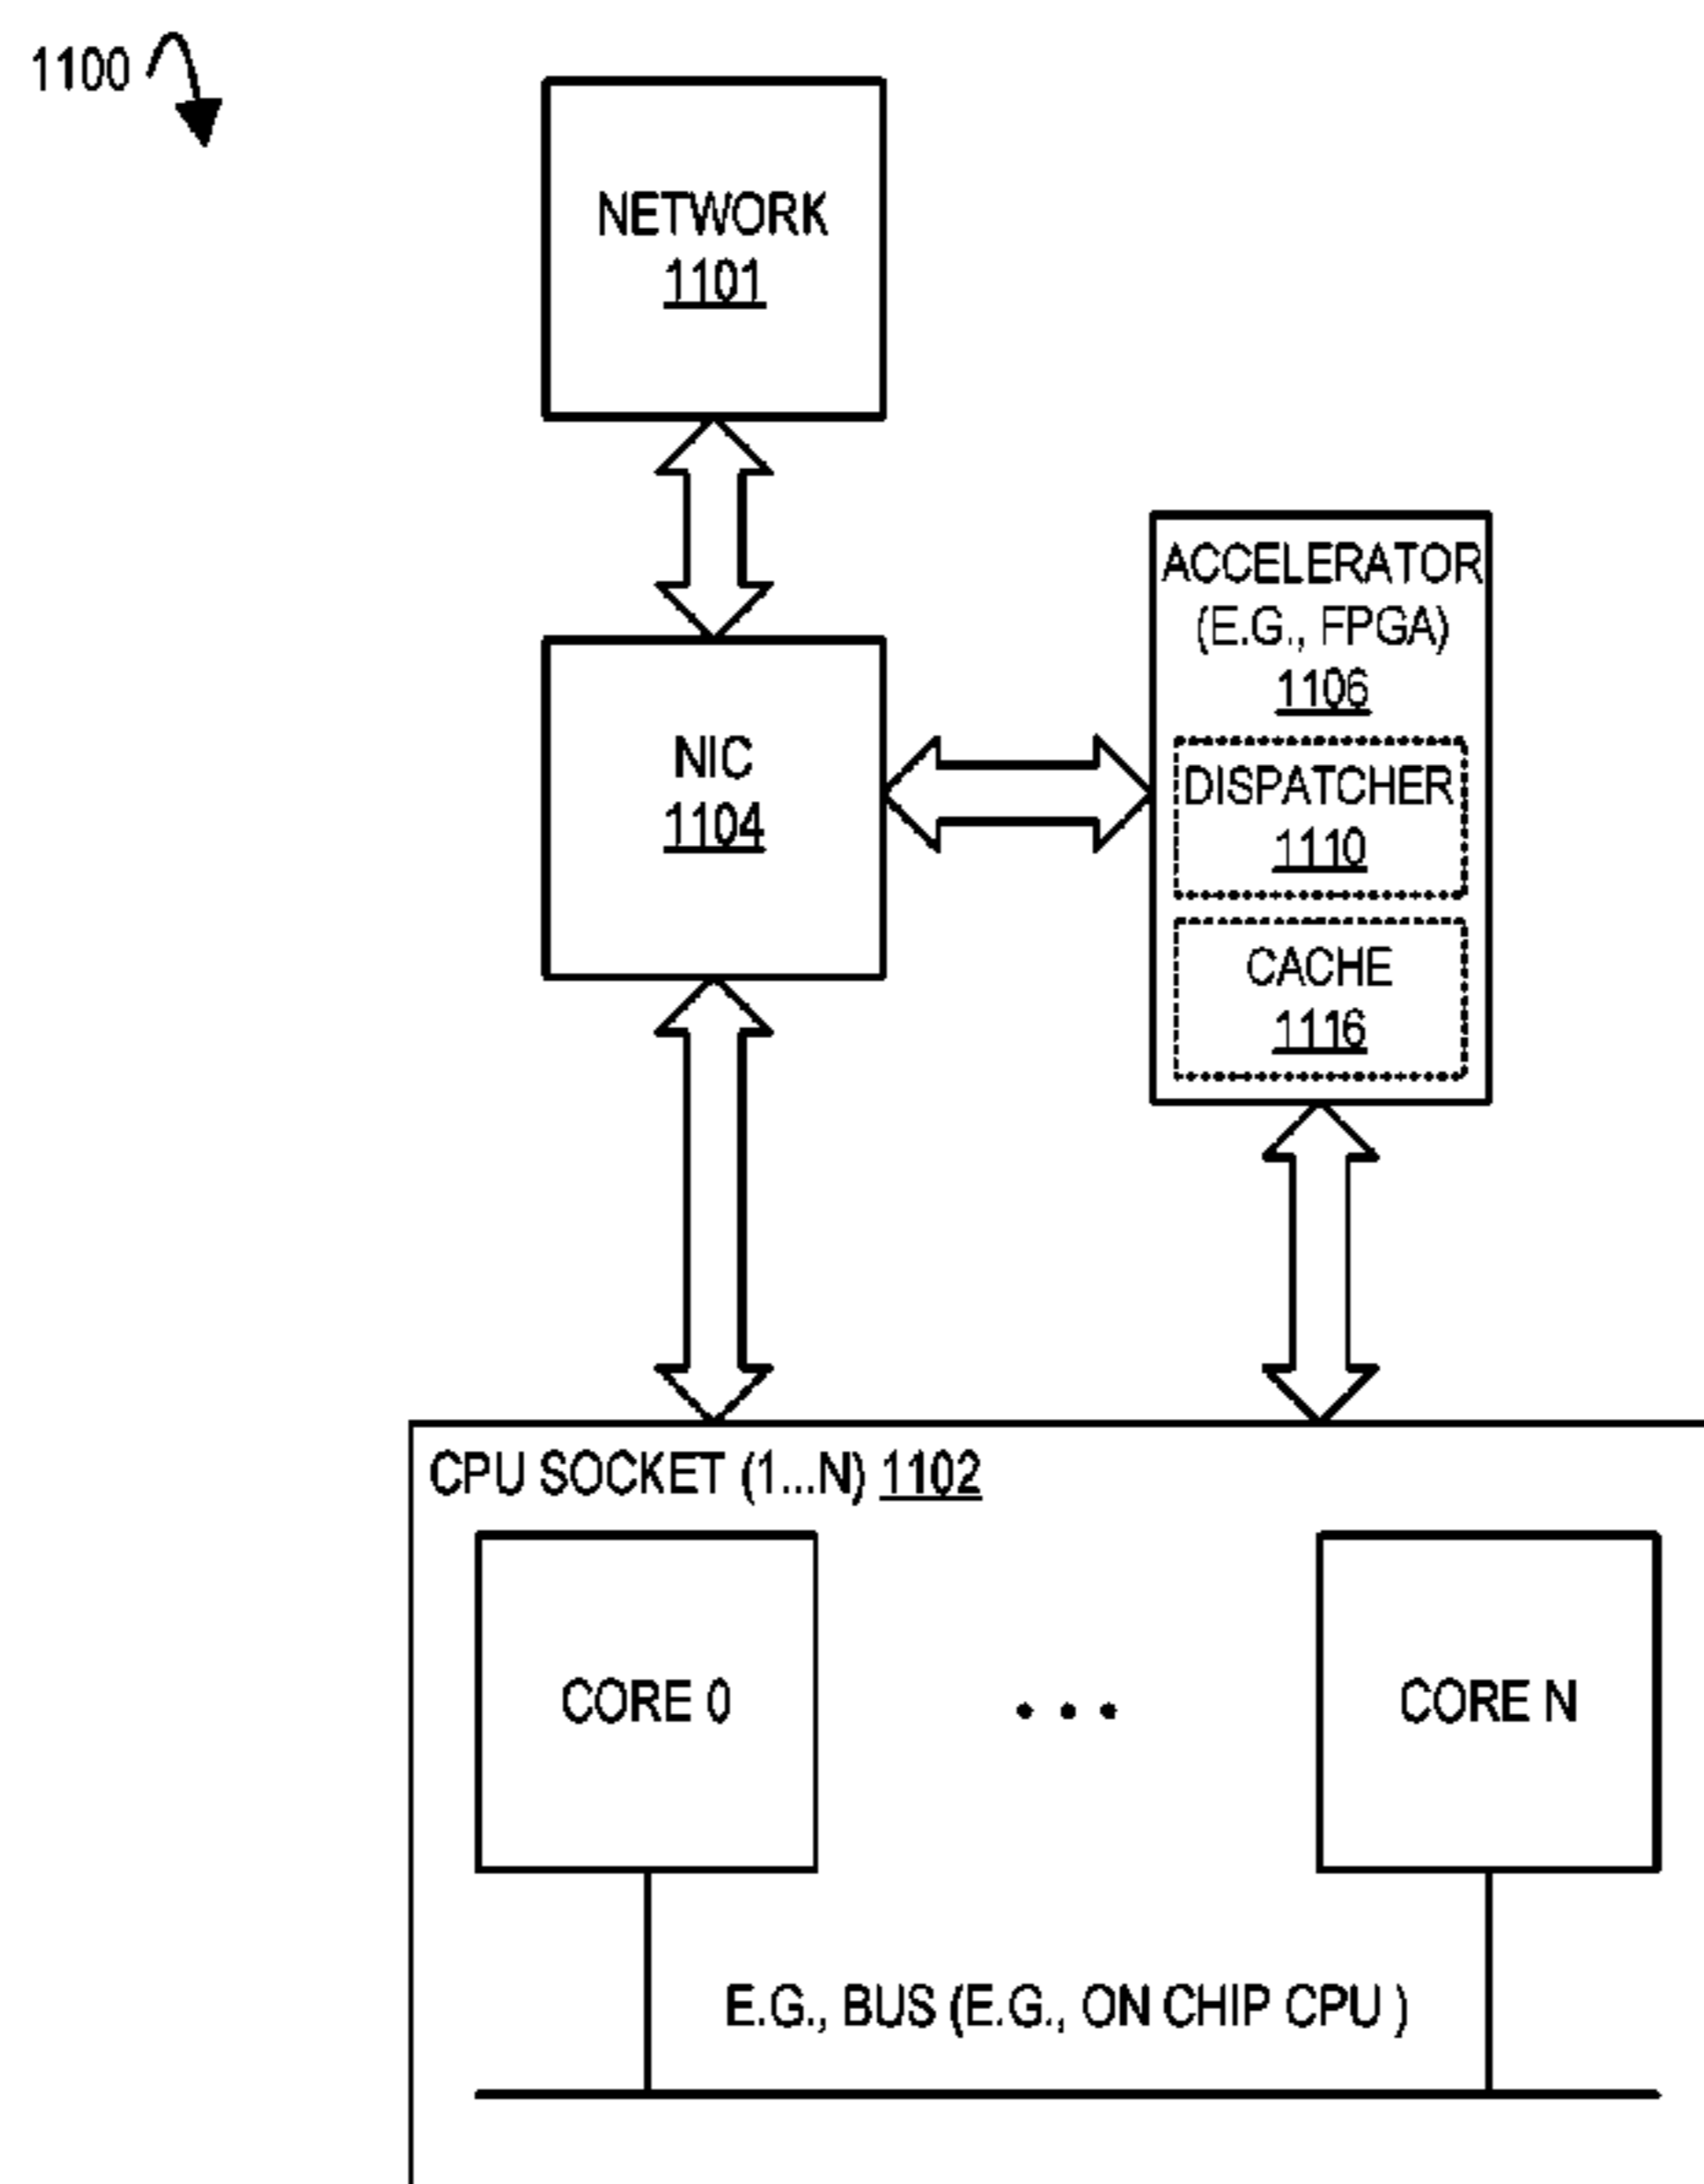 1100
NETWORK
1101
ACCELERATOR
(E.G., FPGA)
1106
NIC
1104
DISPATCHER
1110
CACHE
1116
CPU SOCKET (1...N) 1102
CORE 0
...
CORE N
E.G., BUS (E.G., ON CHIP CPU )